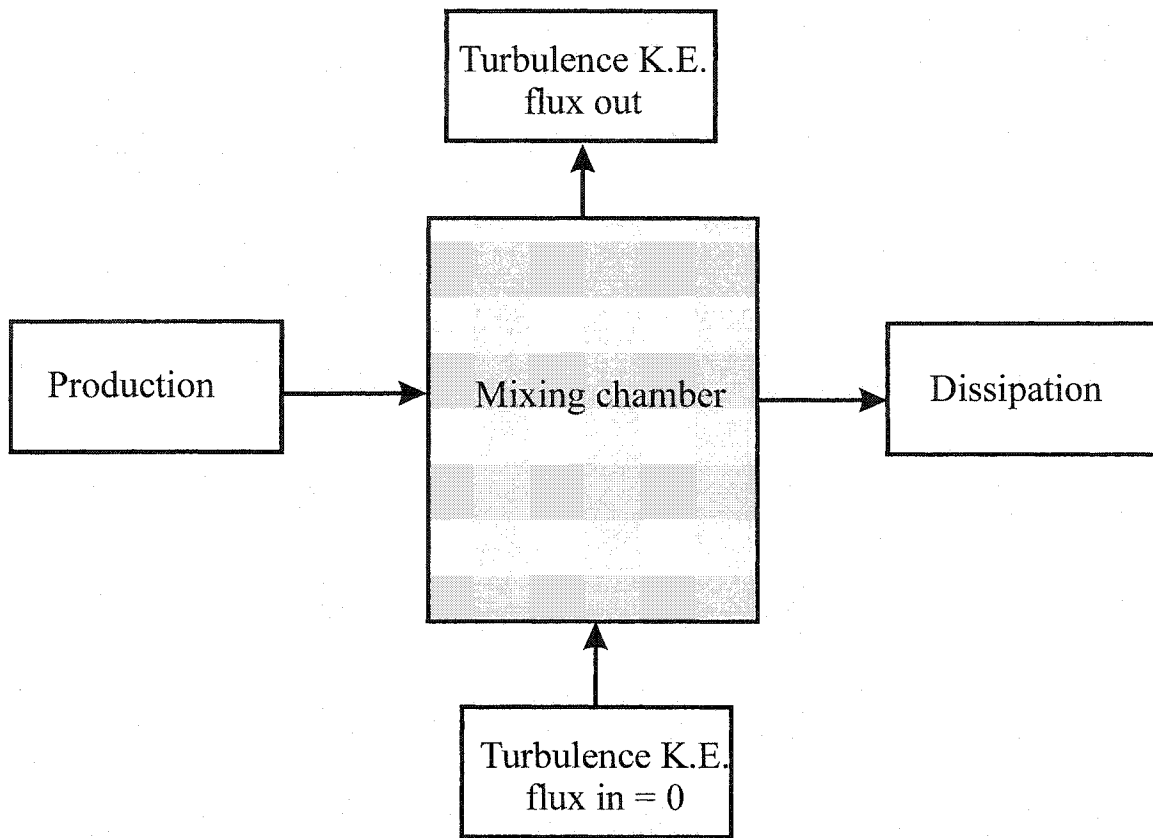 Turbulence K.E.
flux out
Production
Mixing chamber
Dissipation
Turbulence K.E.
flux in = 0